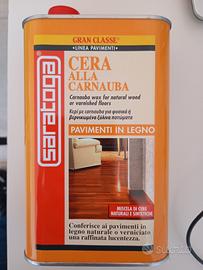 GRAN CLASSE®
•LINEA PAVIMENTI•
saratoga
CERA
ALLA
CARNAUBA
Carnauba wax for natural wood
or varnished floors
Κερί με carnauba για φυσικά ή
βερνικωμένα ξύλινα πατώματα
PAVIMENTI IN LEGNO
MISCELA DI CERE
NATURALI E SINTETICHE
Conferisce ai pavimenti in
legno naturale o verniciato
una raffinata lucentezza.
Subito